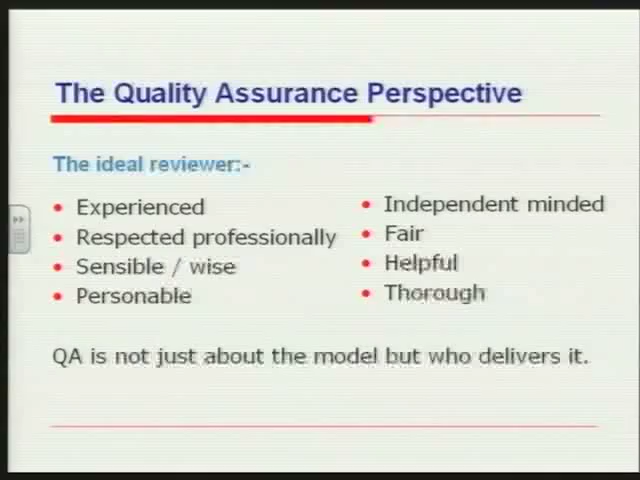 The Quality Assurance Perspective
The ideal reviewer:-
• Experienced
• Respected professionally
• Sensible / wise
• Personable
• Independent minded
• Fair
• Helpful
• Thorough
QA is not just about the model but who delivers it.